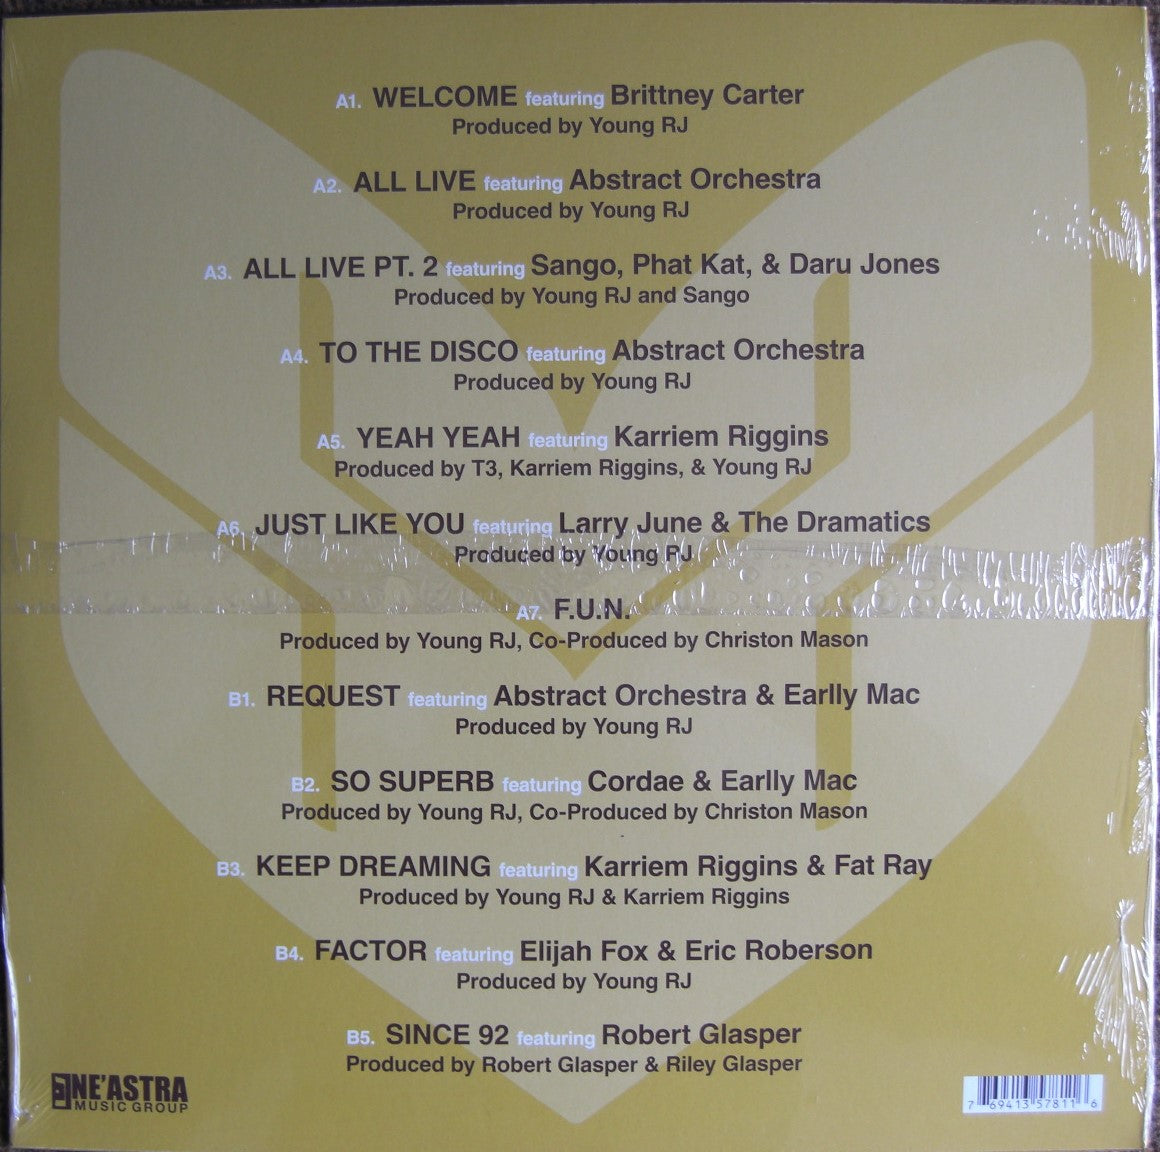 A1. WELCOME featuring Brittney Carter
Produced by Young RJ
A2. ALL LIVE featuring Abstract Orchestra
Produced by Young RJ
A3. ALL LIVE PT. 2 featuring Sango, Phat Kat, & Daru Jones
Produced by Young RJ and Sango
A4. TO THE DISCO featuring Abstract Orchestra
Produced by Young RJ
A5. YEAH YEAH featuring Karriem Riggins
Produced by T3, Karriem Riggins, & Young RJ
A6. JUST LIKE YOU featuring Larry June & The Dramatics
Produced by Young RJ
A7. F.U.N.
Produced by Young RJ, Co-Produced by Christon Mason
B1. REQUEST featuring Abstract Orchestra & Earlly Mac
Produced by Young RJ
B2. SO SUPERB featuring Cordae & Earlly Mac
Produced by Young RJ, Co-Produced by Christon Mason
B3. KEEP DREAMING featuring Karriem Riggins & Fat Ray
Produced by Young RJ & Karriem Riggins
B4. FACTOR featuring Elijah Fox & Eric Roberson
Produced by Young RJ
B5. SINCE 92 featuring Robert Glasper
Produced by Robert Glasper & Riley Glasper
NE'ASTRA
MUSIC GROUP
7 69413 57811 6